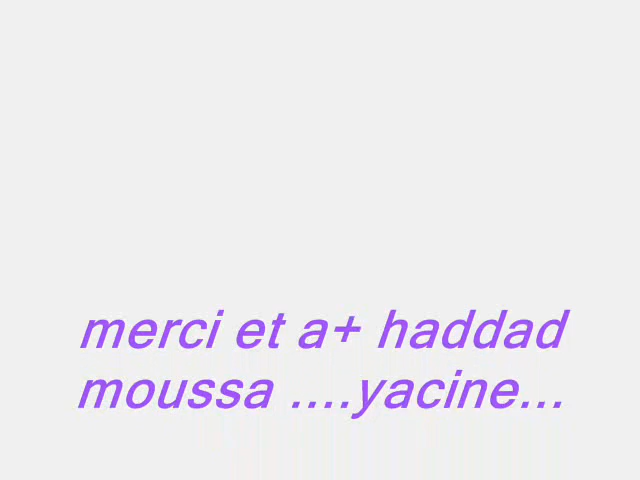 merci et a+ haddad
moussa ....yacine...